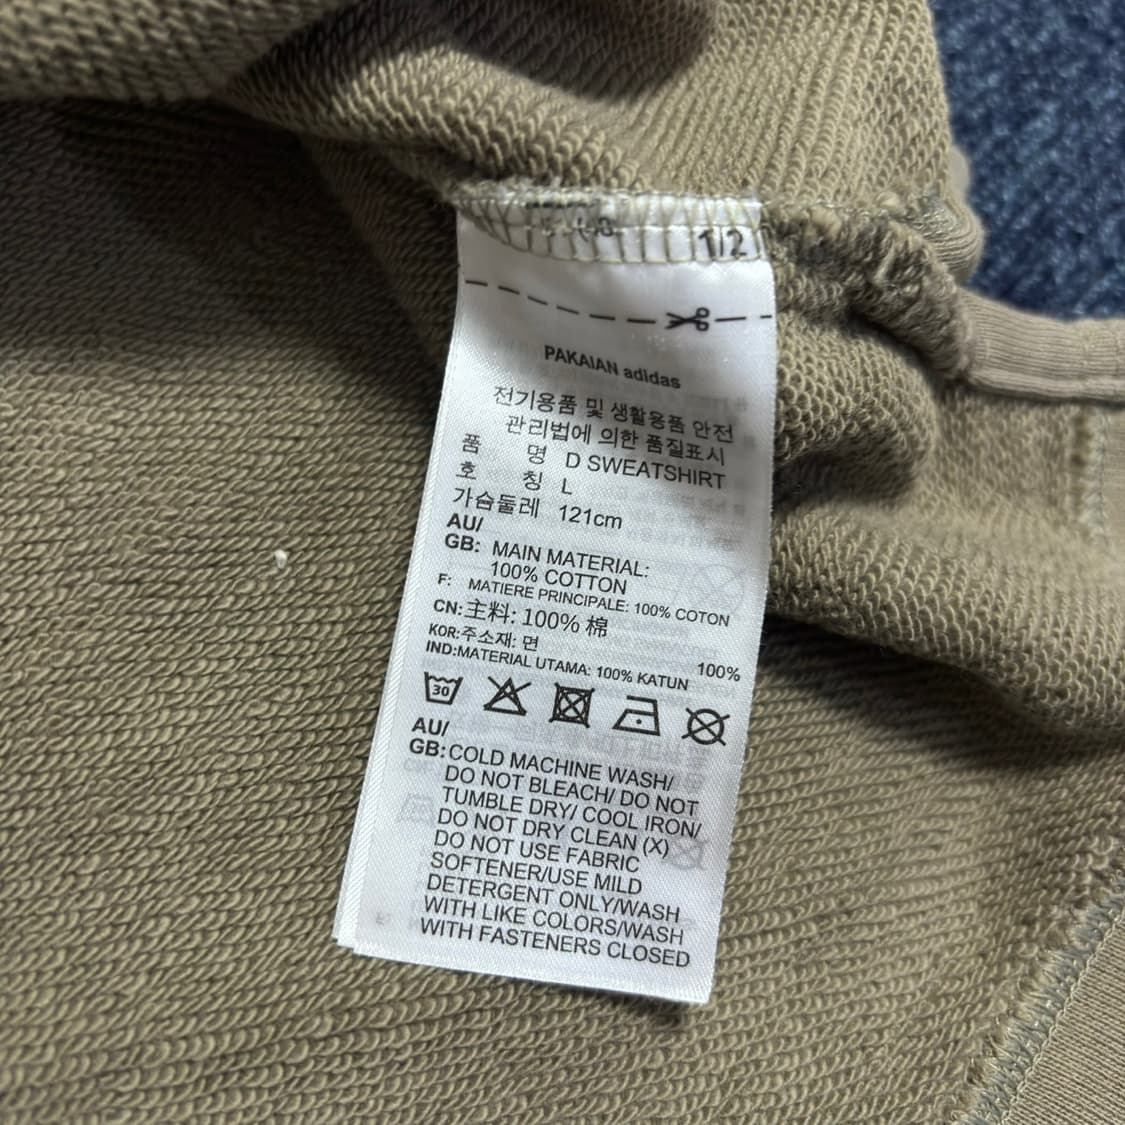 1/2
PAKAIAN adidas
전기용품 및 생활용품 안전
관리법에 의한 품질표시
품 명 D SWEATSHIRT
호 칭 L
가슴둘레 121cm
AU/
GB: MAIN MATERIAL:
100% COTTON
F: MATIERE PRINCIPALE: 100% COTON
CN: 主料: 100% 棉
KOR:주소재: 면 100%
IND:MATERIAL UTAMA: 100% KATUN
30
AU/
GB: COLD MACHINE WASH/
DO NOT BLEACH/ DO NOT
TUMBLE DRY/ COOL IRON/
DO NOT DRY CLEAN (X)
DO NOT USE FABRIC
SOFTENER/USE MILD
DETERGENT ONLY/WASH
WITH LIKE COLORS/WASH
WITH FASTENERS CLOSED